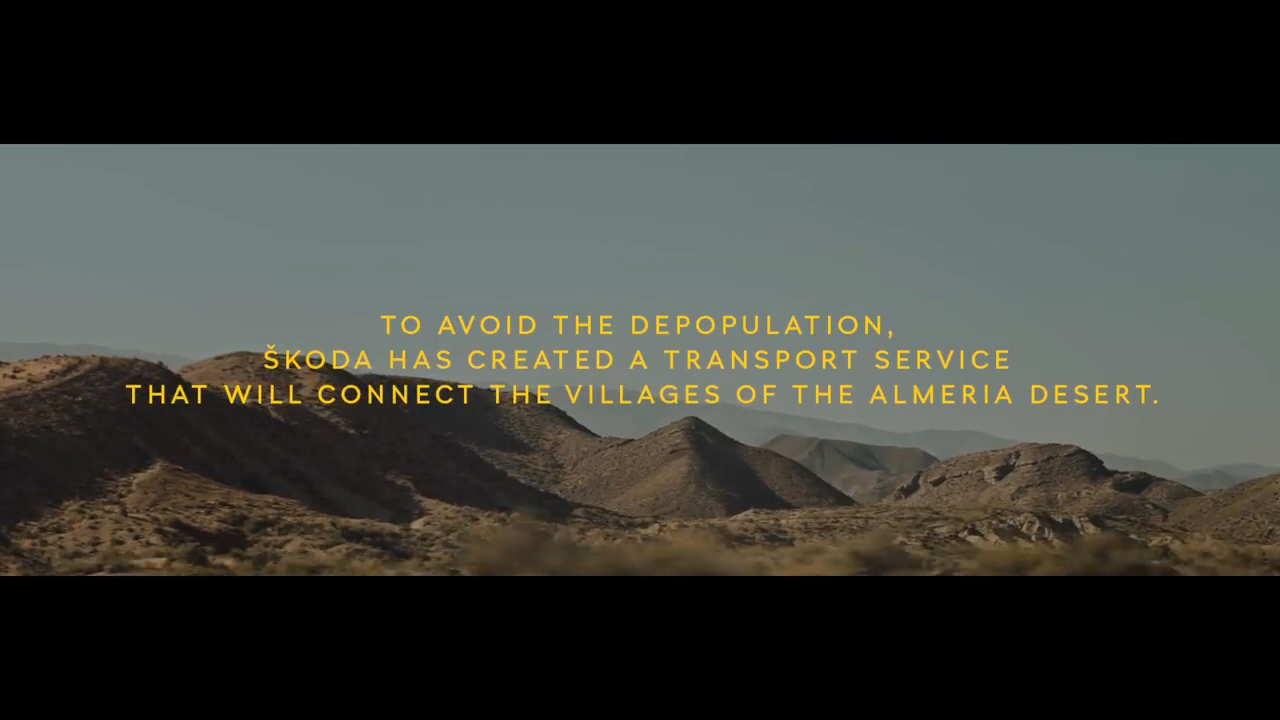 TO AVOID THE DEPOPULATION,
ŠKODA HAS CREATED A TRANSPORT SERVICE
THAT WILL CONNECT THE VILLAGES OF THE ALMERIA DESERT.